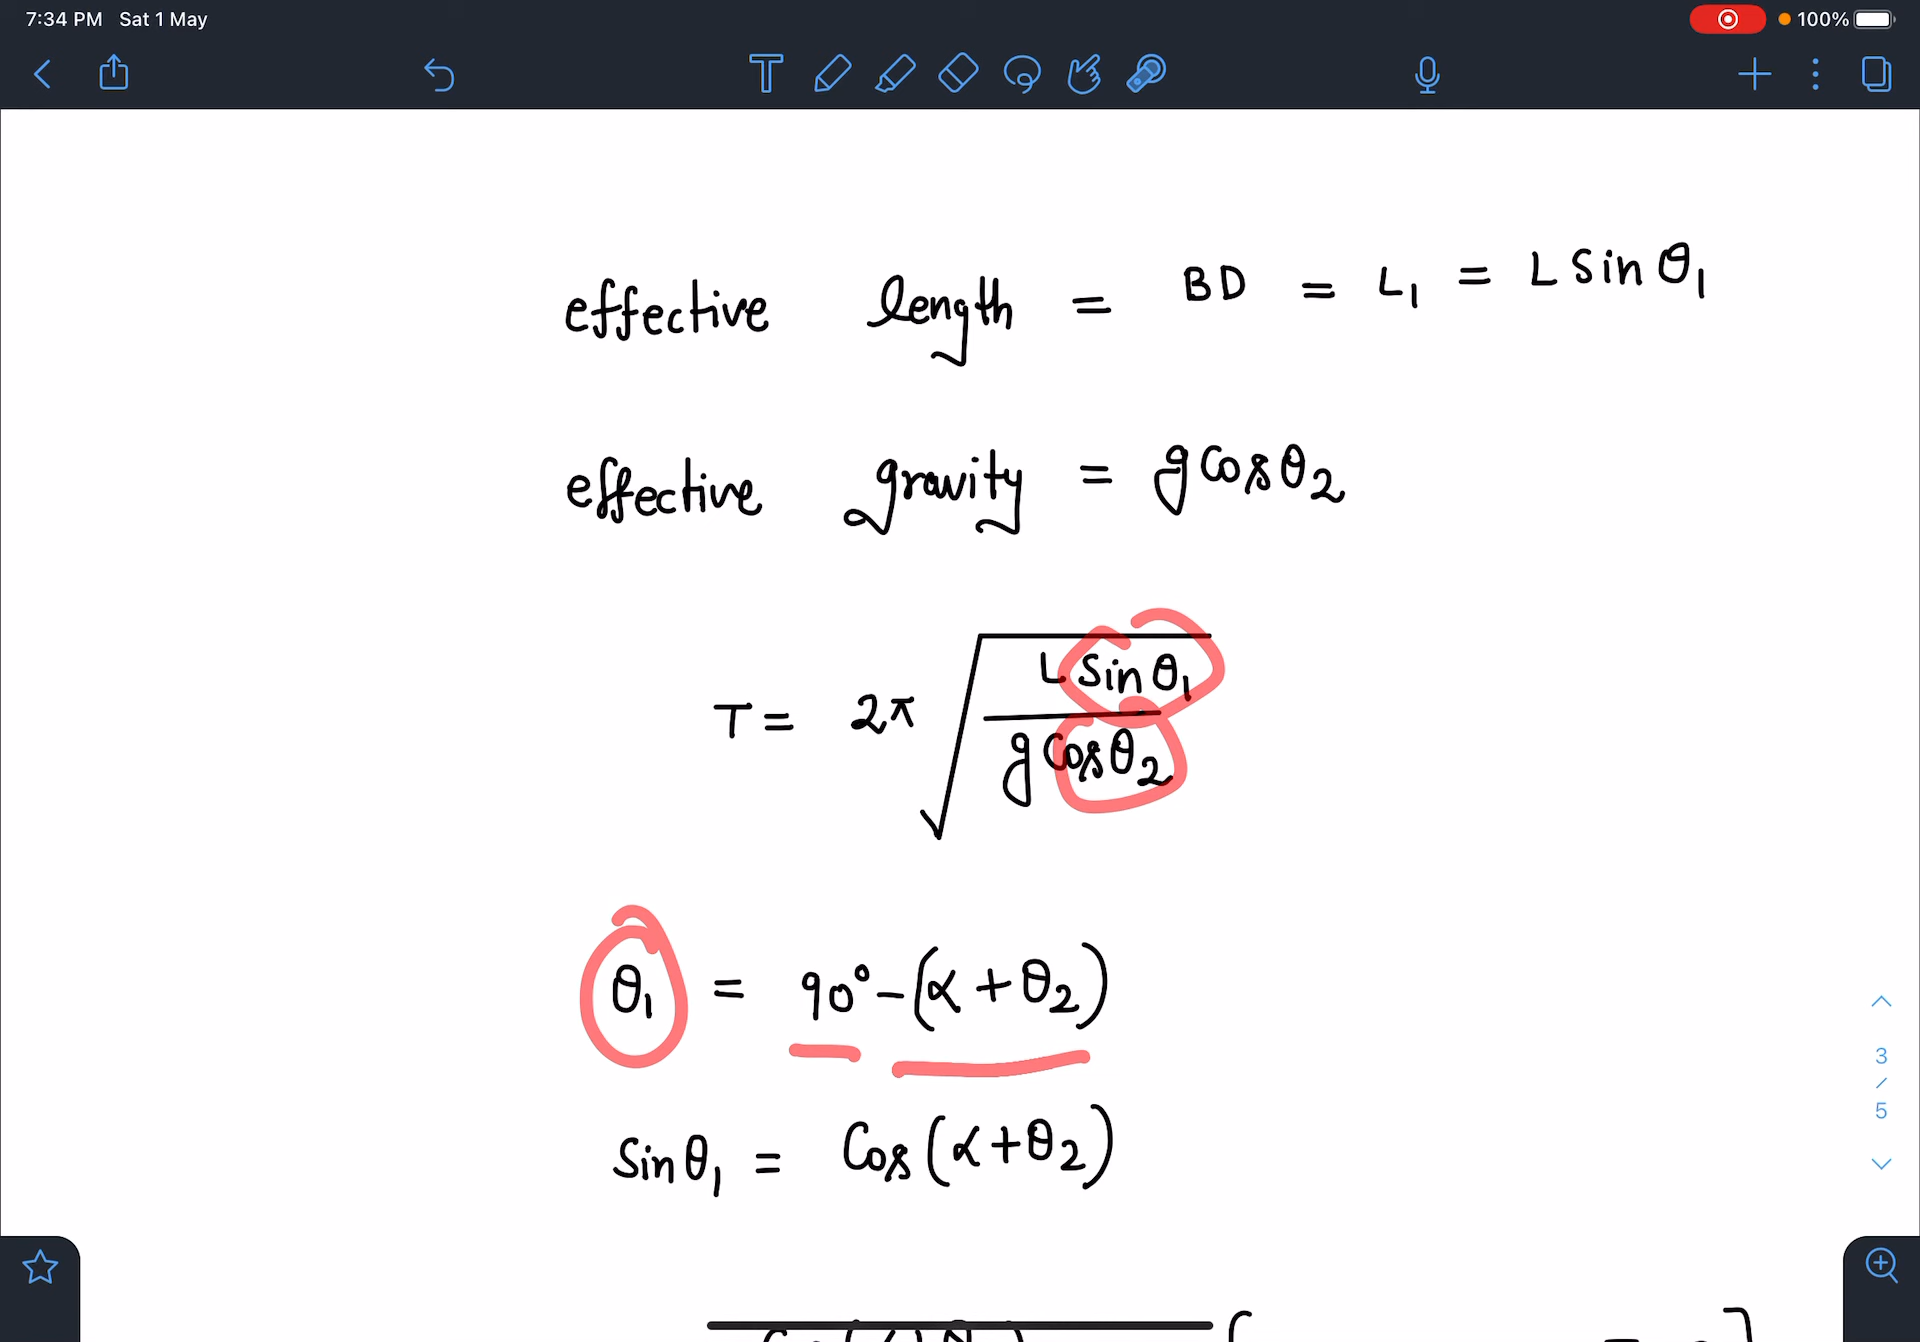 7:34 PM Sat 1 May 100%
effective length = BD = L₁ = L Sin θ₁
effective gravity = g Cos θ₂
T = 2π √(L Sin θ₁ / g Cos θ₂)
θ₁ = 90° - (α + θ₂)
3
/
5
Sin θ₁ = Cos (α + θ₂)